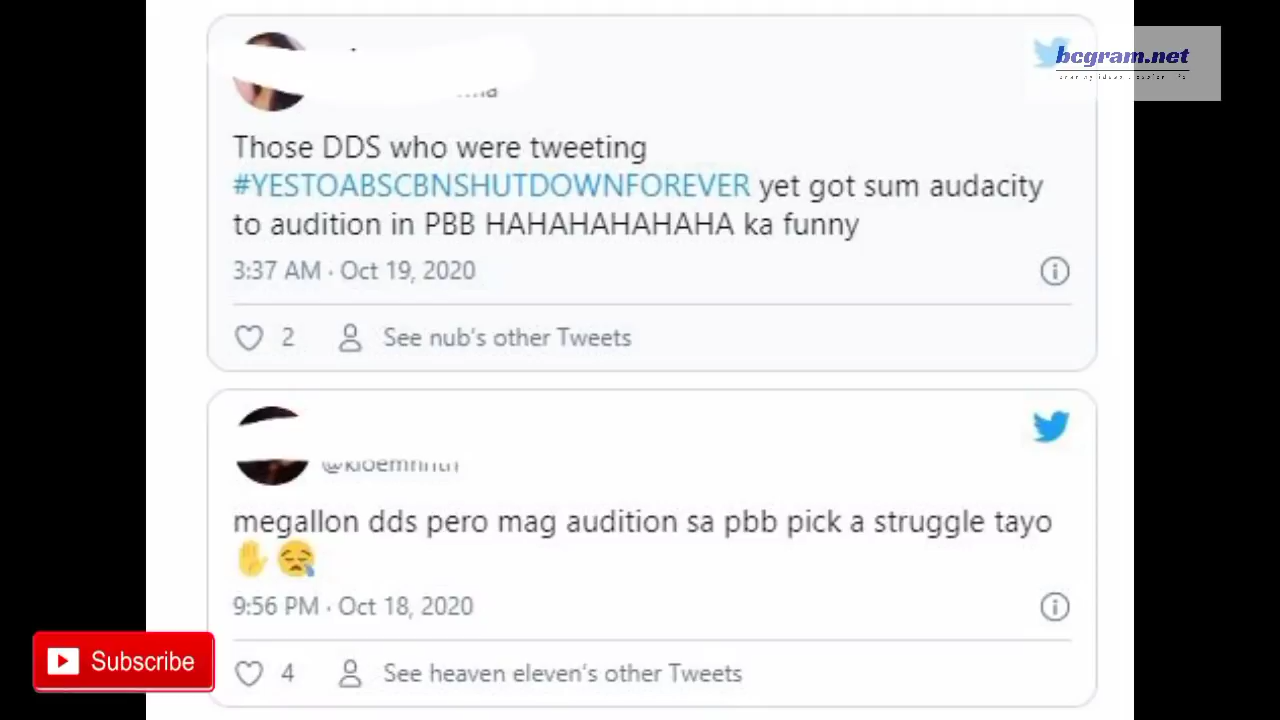 bcgram.net
Those DDS who were tweeting
#YESTOABSCBNSHUTDOWNFOREVER yet got sum audacity
to audition in PBB HAHAHAHAHAHA ka funny
3:37 AM · Oct 19, 2020
2 See nub's other Tweets
megallon dds pero mag audition sa pbb pick a struggle tayo
9:56 PM · Oct 18, 2020
4 See heaven eleven's other Tweets
Subscribe